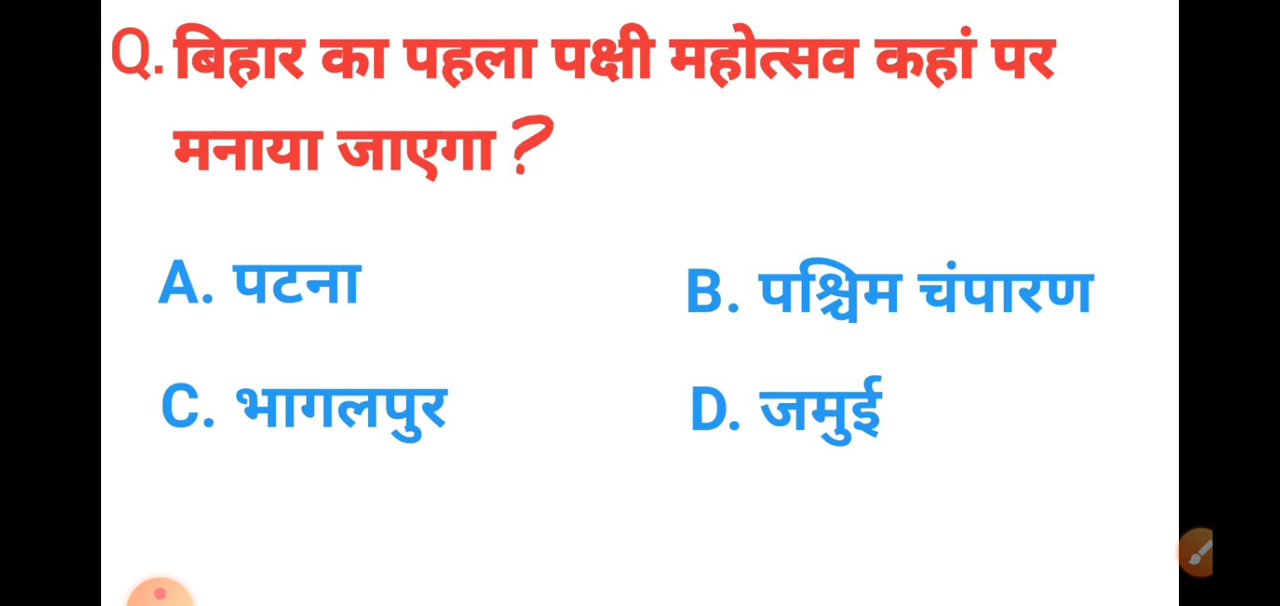 Q. बिहार का पहला पक्षी महोत्सव कहां पर
मनाया जाएगा ?
A. पटना
B. पश्चिम चंपारण
C. भागलपुर
D. जमुई